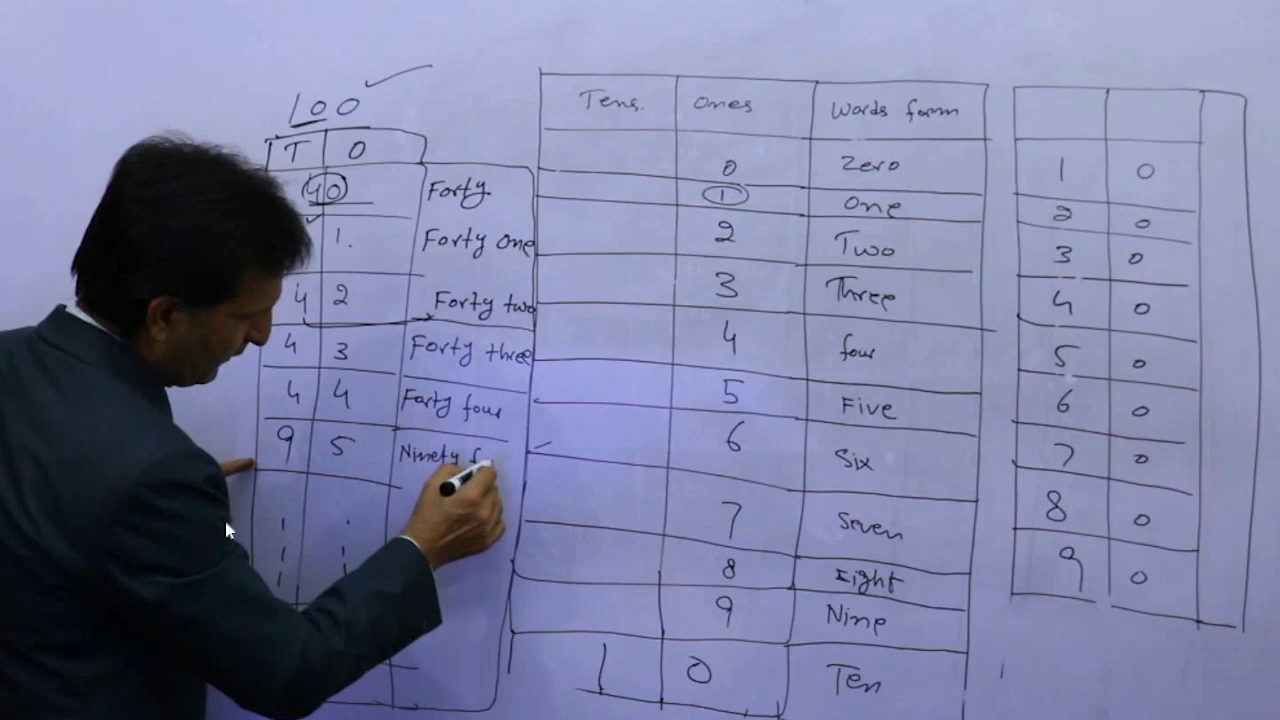 100
T O
40 Forty
1. Forty one
4 2 Forty two
4 3 Forty three
4 4 Forty four
9 5 Ninety f
Tens. Ones Words form
0 Zero
1 One
2 Two
3 Three
4 four
5 Five
6 Six
7 Seven
8 Eight
9 Nine
1 0 Ten
1 0
2 0
3 0
4 0
5 0
6 0
7 0
8 0
9 0